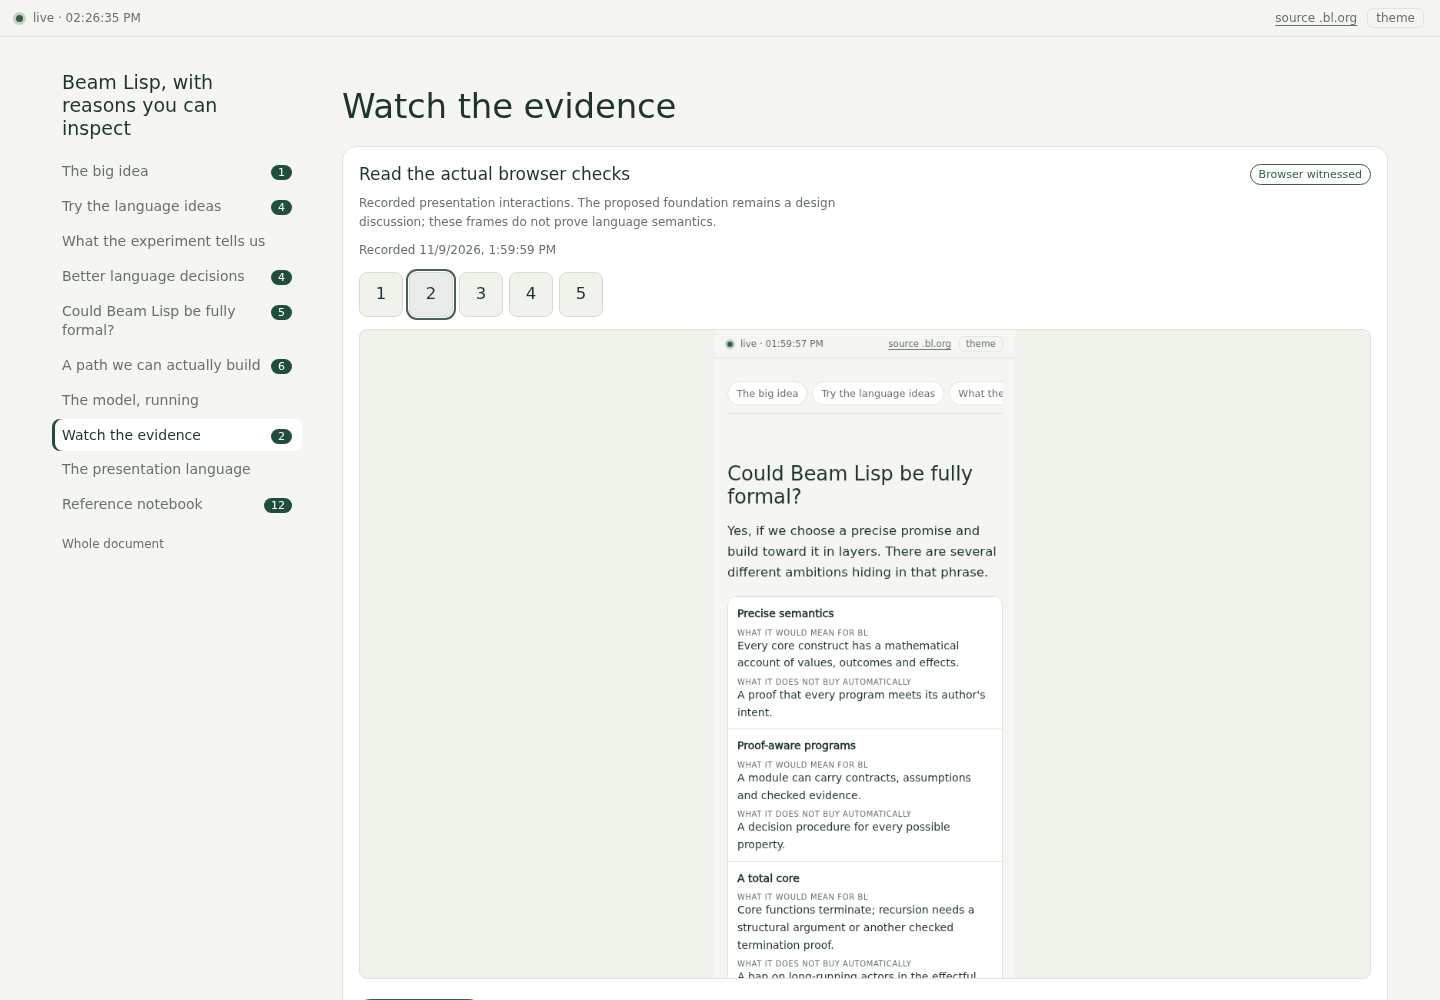 live · 02:26:35 PM
source .bl.org
theme
Beam Lisp, with
reasons you can
inspect
The big idea
1
Try the language ideas
4
What the experiment tells us
Better language decisions
4
Could Beam Lisp be fully
formal?
5
A path we can actually build
6
The model, running
Watch the evidence
2
The presentation language
Reference notebook
12
Whole document
Watch the evidence
Read the actual browser checks
Browser witnessed
Recorded presentation interactions. The proposed foundation remains a design
discussion; these frames do not prove language semantics.
Recorded 11/9/2026, 1:59:59 PM
1
2
3
4
5
live · 01:59:57 PM
source .bl.org
theme
The big idea
Try the language ideas
What the
Could Beam Lisp be fully
formal?
Yes, if we choose a precise promise and
build toward it in layers. There are several
different ambitions hiding in that phrase.
Precise semantics
WHAT IT WOULD MEAN FOR BL
Every core construct has a mathematical
account of values, outcomes and effects.
WHAT IT DOES NOT BUY AUTOMATICALLY
A proof that every program meets its author's
intent.
Proof-aware programs
WHAT IT WOULD MEAN FOR BL
A module can carry contracts, assumptions
and checked evidence.
WHAT IT DOES NOT BUY AUTOMATICALLY
A decision procedure for every possible
property.
A total core
WHAT IT WOULD MEAN FOR BL
Core functions terminate; recursion needs a
structural argument or another checked
termination proof.
WHAT IT DOES NOT BUY AUTOMATICALLY
A ban on long-running actors in the effectful